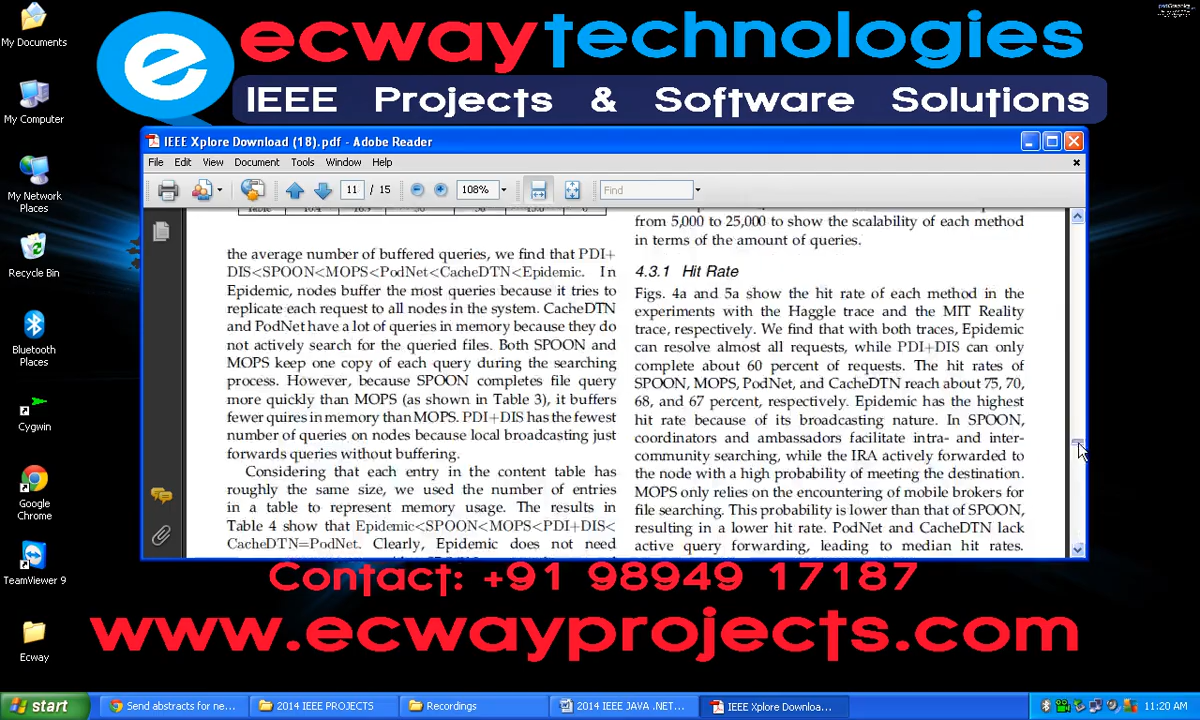 ecwaytechnologies
IEEE Projects & Software Solutions
My Documents
My Computer
My Network
Places
Recycle Bin
Bluetooth
Places
Cygwin
Google
Chrome
TeamViewer 9
Ecway
IEEE Xplore Download (18).pdf - Adobe Reader
File Edit View Document Tools Window Help
11 / 15 108% Find
the average number of buffered queries, we find that PDI+
DIS<SPOON<MOPS<PodNet<CacheDTN<Epidemic. In
Epidemic, nodes buffer the most queries because it tries to
replicate each request to all nodes in the system. CacheDTN
and PodNet have a lot of queries in memory because they do
not actively search for the queried files. Both SPOON and
MOPS keep one copy of each query during the searching
process. However, because SPOON completes file query
more quickly than MOPS (as shown in Table 3), it buffers
fewer quires in memory than MOPS. PDI+DIS has the fewest
number of queries on nodes because local broadcasting just
forwards queries without buffering.
Considering that each entry in the content table has
roughly the same size, we used the number of entries
in a table to represent memory usage. The results in
Table 4 show that Epidemic<SPOON<MOPS<PDI+DIS<
CacheDTN=PodNet. Clearly, Epidemic does not need
from 5,000 to 25,000 to show the scalability of each method
in terms of the amount of queries.
4.3.1 Hit Rate
Figs. 4a and 5a show the hit rate of each method in the
experiments with the Haggle trace and the MIT Reality
trace, respectively. We find that with both traces, Epidemic
can resolve almost all requests, while PDI+DIS can only
complete about 60 percent of requests. The hit rates of
SPOON, MOPS, PodNet, and CacheDTN reach about 75, 70,
68, and 67 percent, respectively. Epidemic has the highest
hit rate because of its broadcasting nature. In SPOON,
coordinators and ambassadors facilitate intra- and inter-
community searching, while the IRA actively forwarded to
the node with a high probability of meeting the destination.
MOPS only relies on the encountering of mobile brokers for
file searching. This probability is lower than that of SPOON,
resulting in a lower hit rate. PodNet and CacheDTN lack
active query forwarding, leading to median hit rates.
Contact: +91 98949 17187
www.ecwayprojects.com
start
Send abstracts for ne...
2014 IEEE PROJECTS
Recordings
2014 IEEE JAVA .NET...
IEEE Xplore Downloa...
11:20 AM